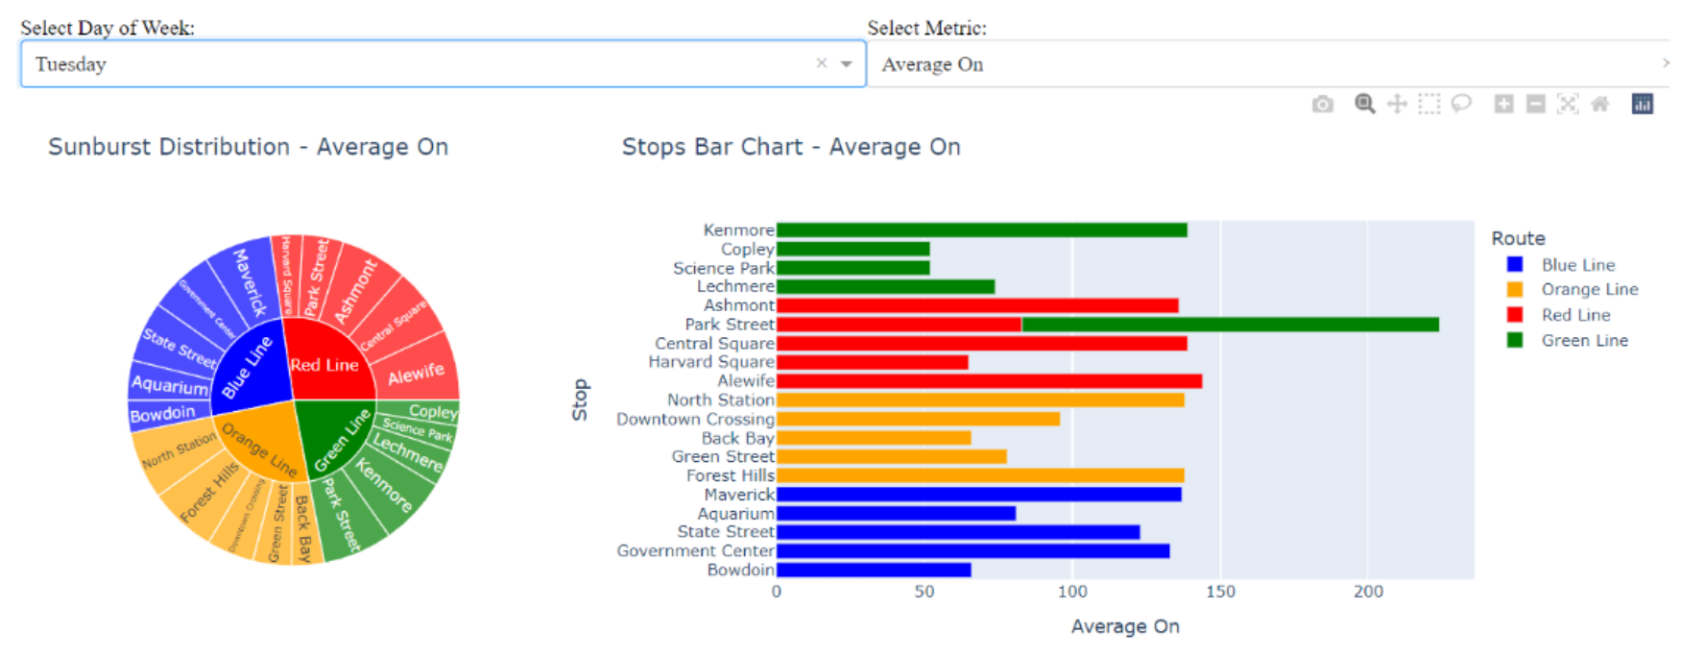 Select Day of Week:
Select Metric:
Tuesday
Average On
Sunburst Distribution - Average On
Stops Bar Chart - Average On
Harvard Square
Park Street
Ashmont
Central Square
Alewife
Red Line
Maverick
Government Center
State Street
Aquarium
Bowdoin
Blue Line
North Station
Forest Hills
Downtown Crossing
Green Street
Back Bay
Orange Line
Copley
Science Park
Lechmere
Kenmore
Park Street
Green Line
Stop
Kenmore
Copley
Science Park
Lechmere
Ashmont
Park Street
Central Square
Harvard Square
Alewife
North Station
Downtown Crossing
Back Bay
Green Street
Forest Hills
Maverick
Aquarium
State Street
Government Center
Bowdoin
0 50 100 150 200
Average On
Route
Blue Line
Orange Line
Red Line
Green Line